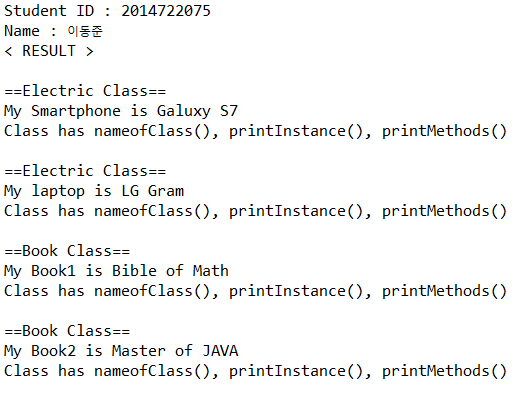 Student ID : 2014722075
Name : 이동준
< RESULT >
==Electric Class==
My Smartphone is Galuxy S7
Class has nameofClass(), printInstance(), printMethods()
==Electric Class==
My laptop is LG Gram
Class has nameofClass(), printInstance(), printMethods()
==Book Class==
My Book1 is Bible of Math
Class has nameofClass(), printInstance(), printMethods()
==Book Class==
My Book2 is Master of JAVA
Class has nameofClass(), printInstance(), printMethods()